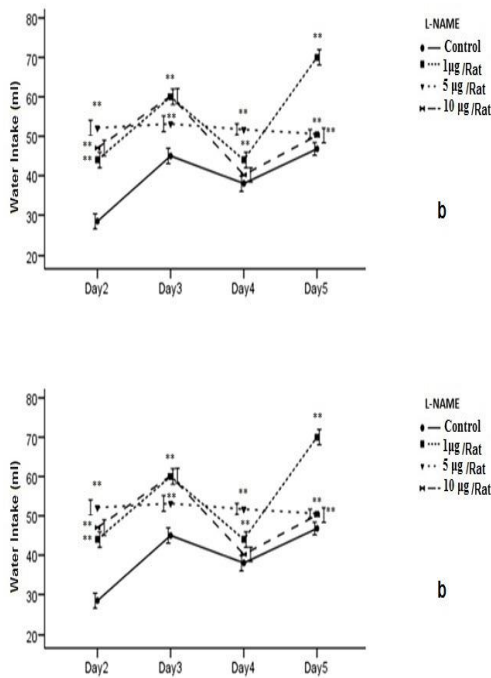 80
70
60
50
40
30
20
Water Intake (ml)
**
**
**
**
**
**
**
**
**
**
**
Day2
Day3
Day4
Day5
L-NAME
Control
1µg/Rat
5 µg/Rat
10 µg/Rat
b
80
70
60
50
40
30
20
Water Intake (ml)
**
**
**
**
**
**
**
**
**
**
**
Day2
Day3
Day4
Day5
L-NAME
Control
1µg/Rat
5 µg/Rat
10 µg/Rat
b